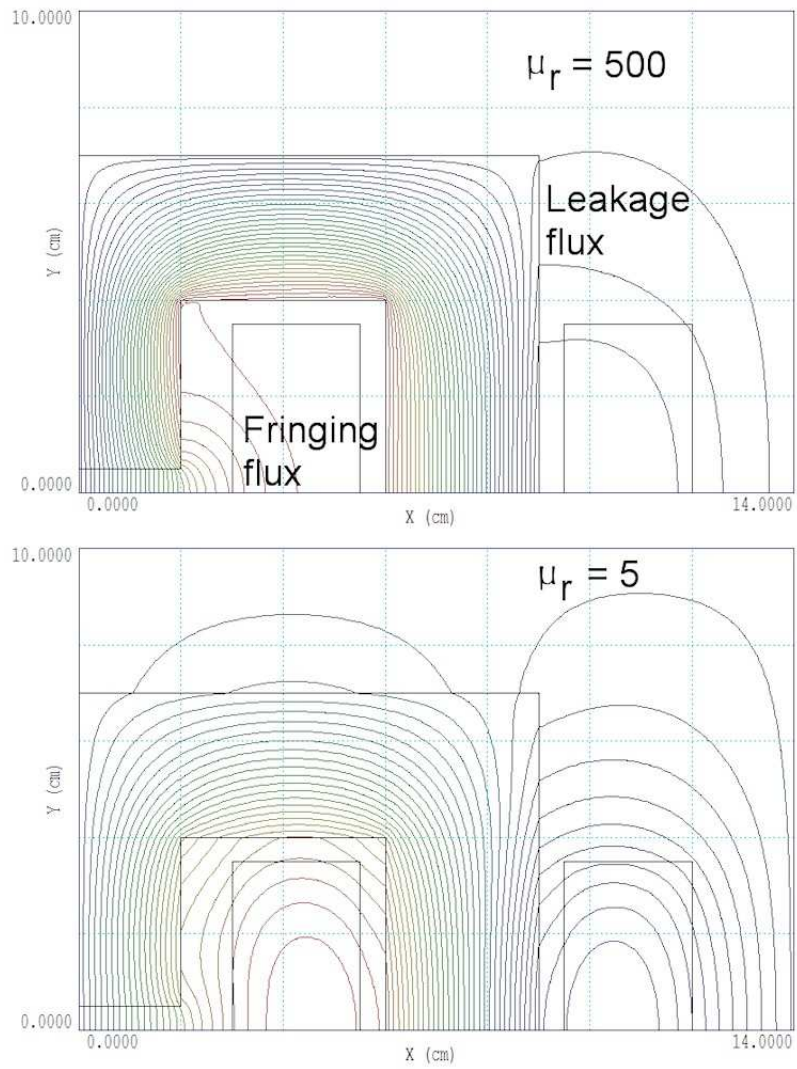 10.0000
μr = 500
Leakage
flux
Y (cm)
Fringing
flux
0.0000
0.0000
14.0000
X (cm)
10.0000
μr = 5
Y (cm)
0.0000
0.0000
14.0000
X (cm)